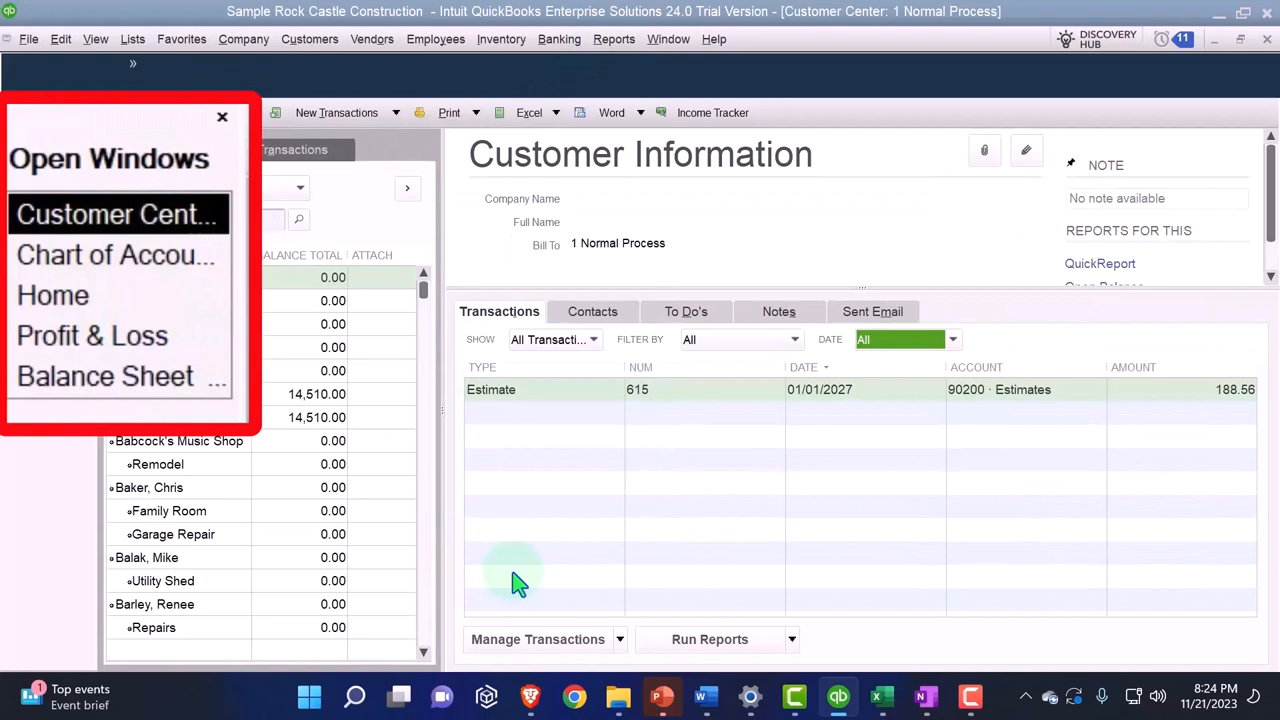 Sample Rock Castle Construction - Intuit QuickBooks Enterprise Solutions 24.0 Trial Version - [Customer Center: 1 Normal Process]
File Edit View Lists Favorites Company Customers Vendors Employees Inventory Banking Reports Window Help
DISCOVERY HUB 11
»
New Transactions Print Excel Word Income Tracker
Open Windows
Customer Cent...
Chart of Accou...
Home
Profit & Loss
Balance Sheet ...
Transactions
BALANCE TOTAL ATTACH
0.00
0.00
0.00
0.00
0.00
14,510.00
14,510.00
Babcock's Music Shop 0.00
Remodel 0.00
Baker, Chris 0.00
Family Room 0.00
Garage Repair 0.00
Balak, Mike 0.00
Utility Shed 0.00
Barley, Renee 0.00
Repairs 0.00
Customer Information
Company Name
Full Name
Bill To 1 Normal Process
NOTE
No note available
REPORTS FOR THIS
QuickReport
Transactions Contacts To Do's Notes Sent Email
SHOW All Transacti... FILTER BY All DATE All
TYPE NUM DATE ACCOUNT AMOUNT
Estimate 615 01/01/2027 90200 · Estimates 188.56
Manage Transactions Run Reports
1 Top events
Event brief
8:24 PM
11/21/2023